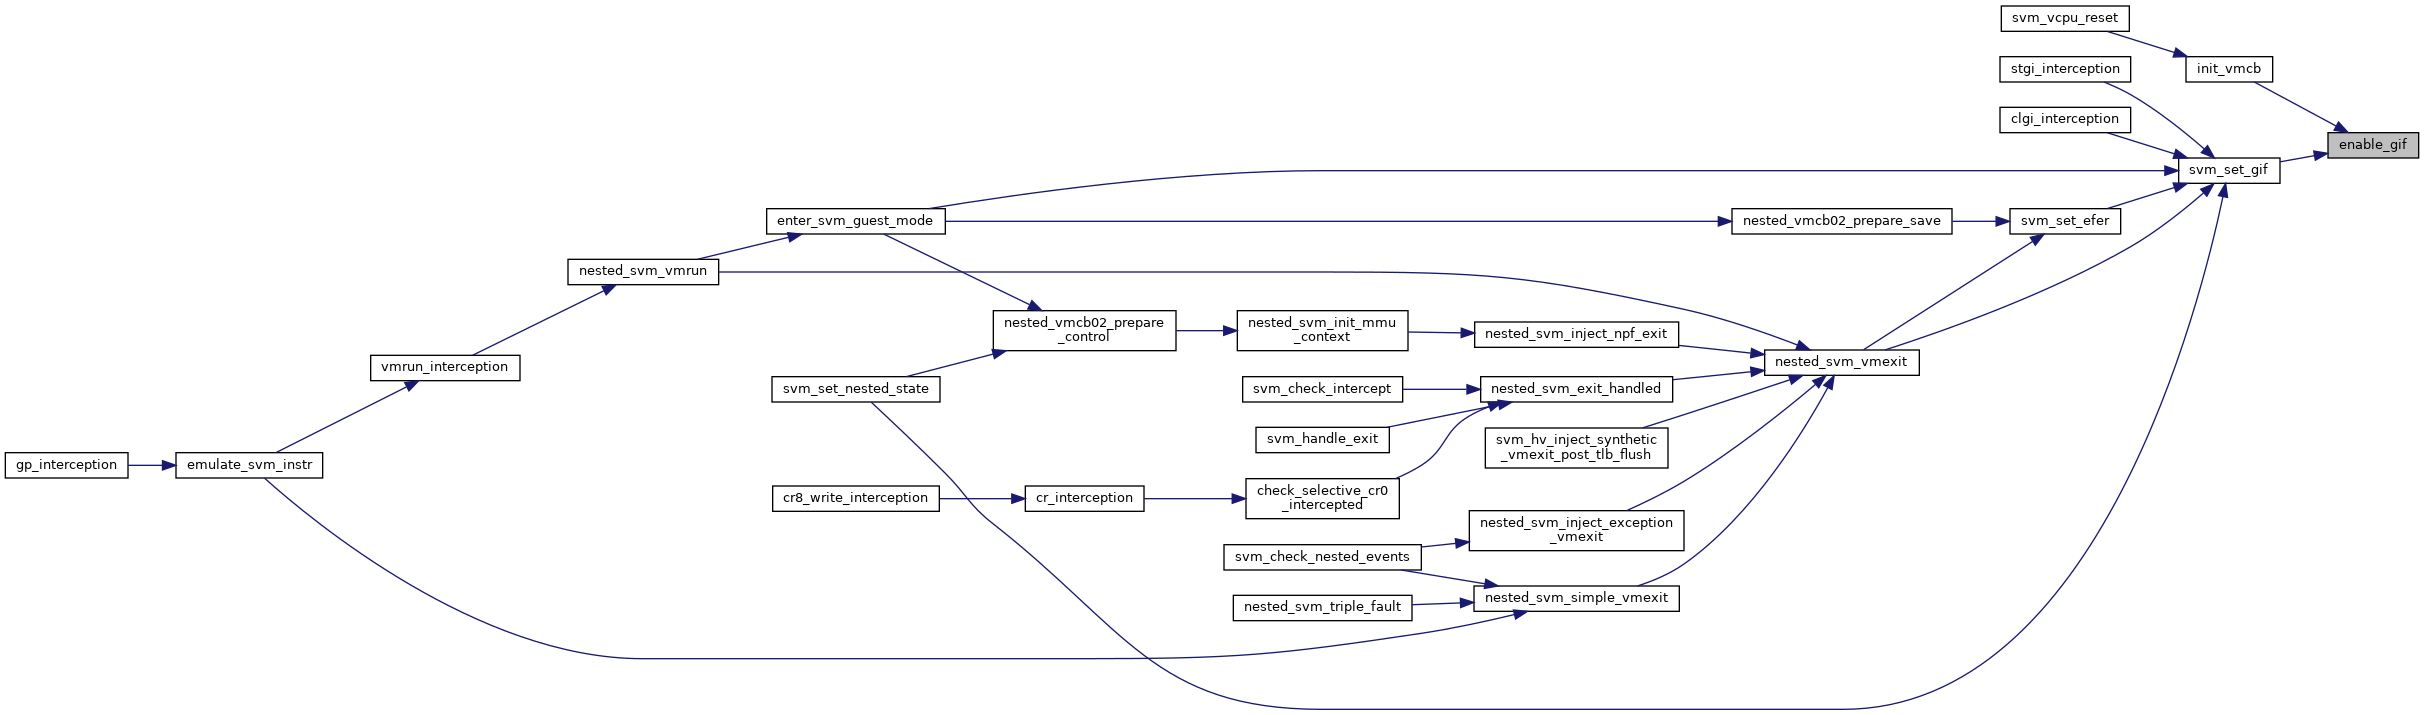 svm_vcpu_reset
stgi_interception
init_vmcb
clgi_interception
enable_gif
svm_set_gif
enter_svm_guest_mode
nested_vmcb02_prepare_save
svm_set_efer
nested_svm_vmrun
nested_vmcb02_prepare
_control
nested_svm_init_mmu
_context
nested_svm_inject_npf_exit
vmrun_interception
nested_svm_vmexit
svm_set_nested_state
svm_check_intercept
nested_svm_exit_handled
svm_handle_exit
svm_hv_inject_synthetic
_vmexit_post_tlb_flush
gp_interception
emulate_svm_instr
cr8_write_interception
cr_interception
check_selective_cr0
_intercepted
nested_svm_inject_exception
_vmexit
svm_check_nested_events
nested_svm_triple_fault
nested_svm_simple_vmexit